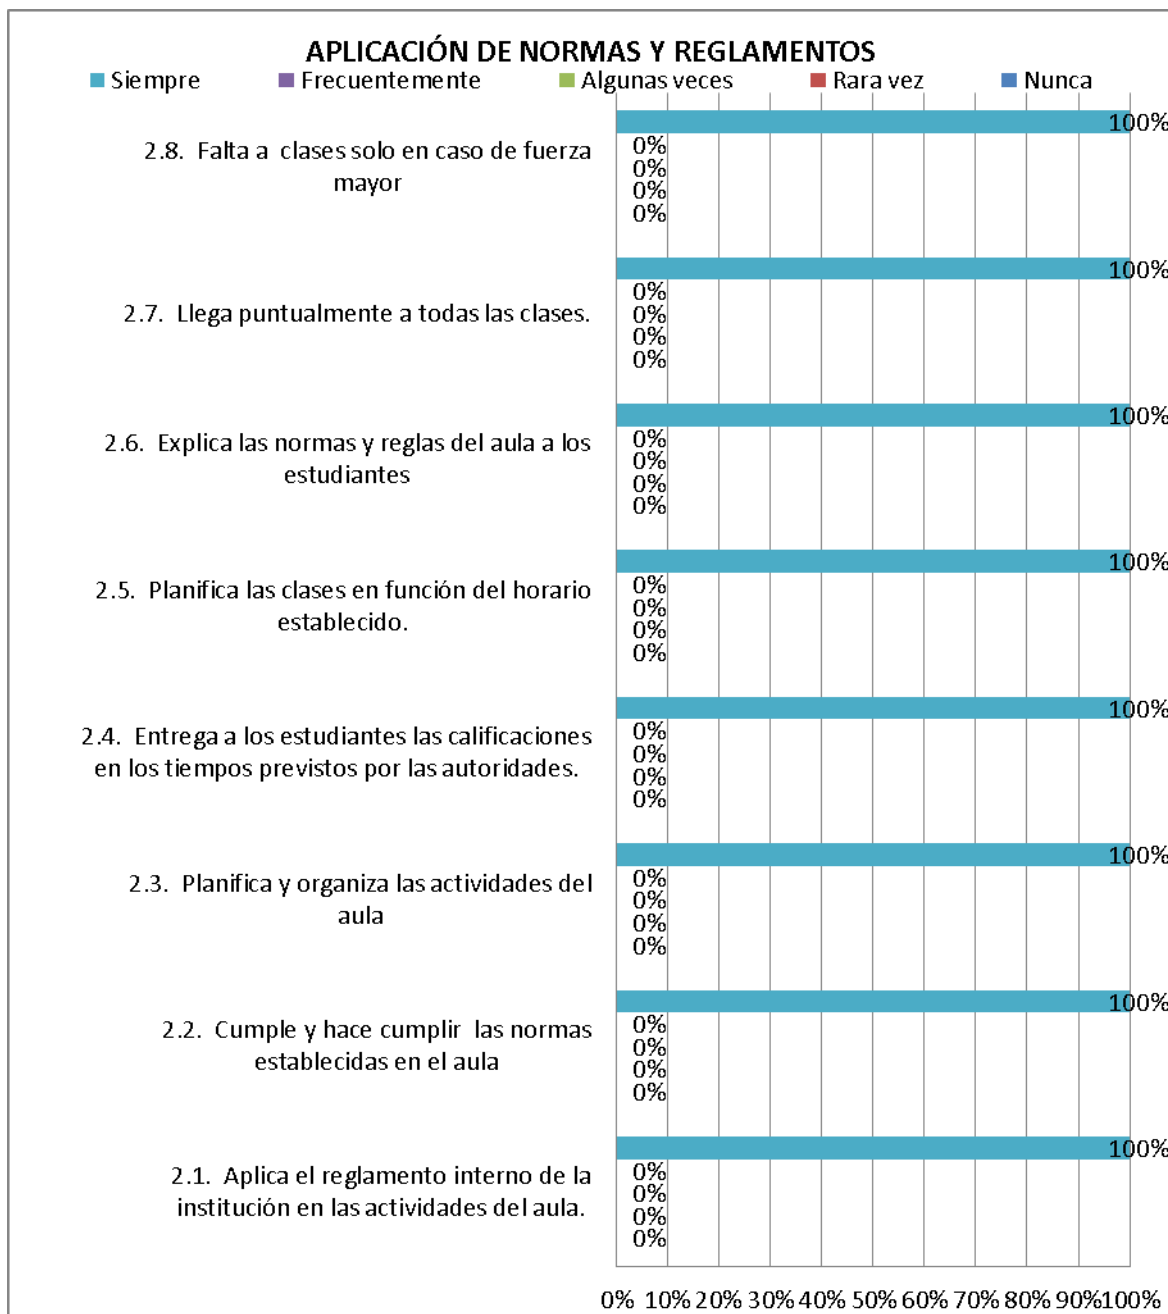 APLICACIÓN DE NORMAS Y REGLAMENTOS
Siempre Frecuentemente Algunas veces Rara vez Nunca
100%
2.8. Falta a clases solo en caso de fuerza
mayor
0%
0%
0%
0%
100%
2.7. Llega puntualmente a todas las clases.
0%
0%
0%
0%
100%
2.6. Explica las normas y reglas del aula a los
estudiantes
0%
0%
0%
0%
100%
2.5. Planifica las clases en función del horario
establecido.
0%
0%
0%
0%
100%
2.4. Entrega a los estudiantes las calificaciones
en los tiempos previstos por las autoridades.
0%
0%
0%
0%
100%
2.3. Planifica y organiza las actividades del
aula
0%
0%
0%
0%
100%
2.2. Cumple y hace cumplir las normas
establecidas en el aula
0%
0%
0%
0%
100%
2.1. Aplica el reglamento interno de la
institución en las actividades del aula.
0%
0%
0%
0%
0% 10% 20% 30% 40% 50% 60% 70% 80% 90% 100%